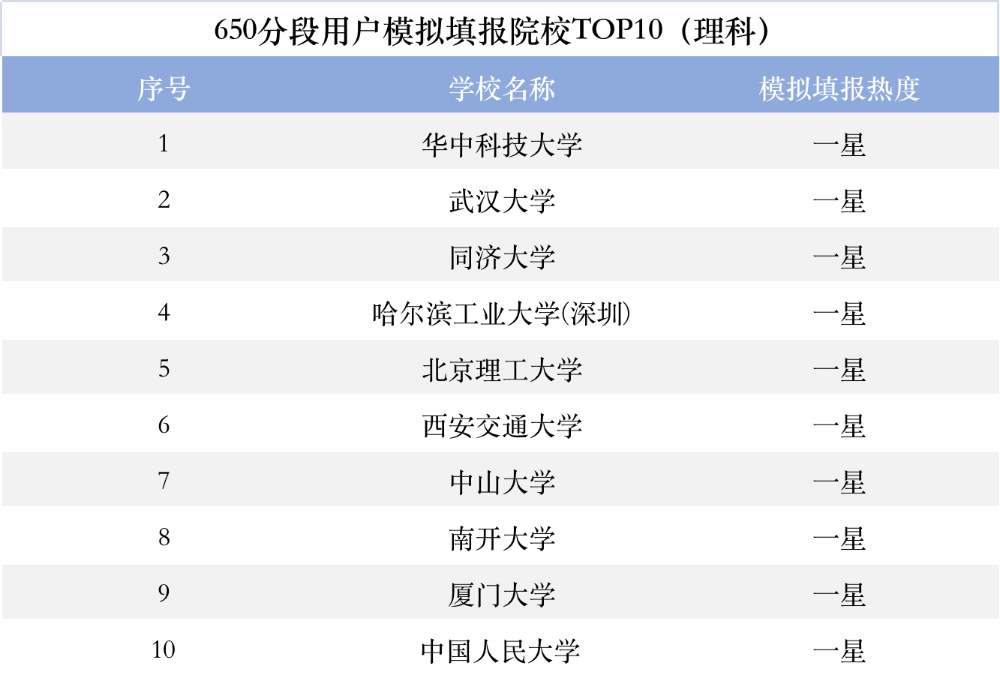 650分段用户模拟填报院校TOP10（理科）
序号 学校名称 模拟填报热度
1 华中科技大学 一星
2 武汉大学 一星
3 同济大学 一星
4 哈尔滨工业大学(深圳) 一星
5 北京理工大学 一星
6 西安交通大学 一星
7 中山大学 一星
8 南开大学 一星
9 厦门大学 一星
10 中国人民大学 一星